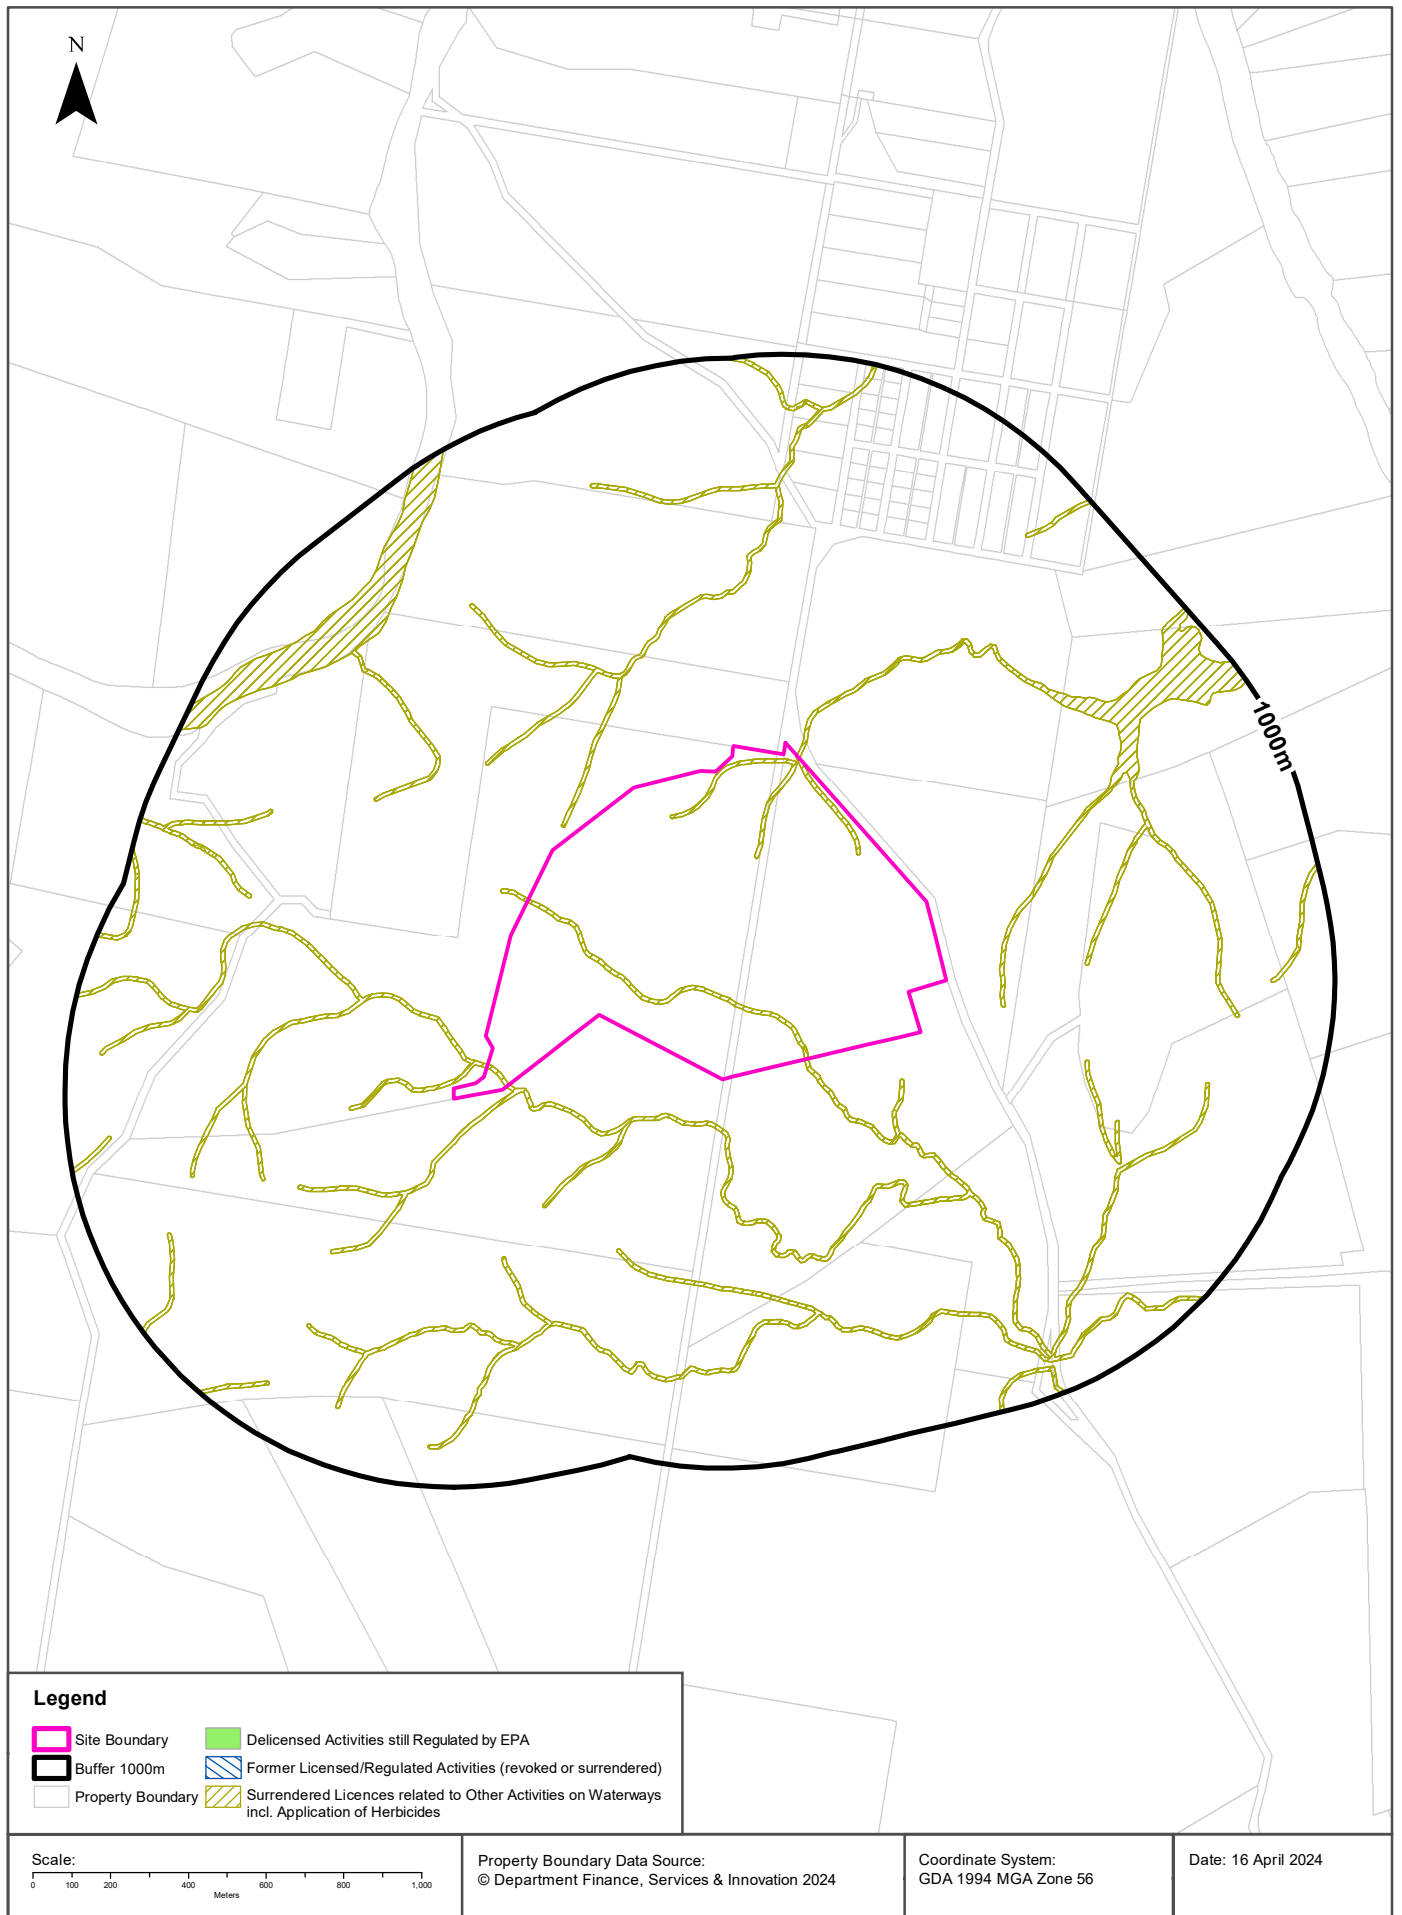 N
1000m
Legend
Site Boundary
Buffer 1000m
Property Boundary
Delicensed Activities still Regulated by EPA
Former Licensed/Regulated Activities (revoked or surrendered)
Surrendered Licences related to Other Activities on Waterways
incl. Application of Herbicides
Scale:
0 100 200 400 600 800 1,000
Meters
Property Boundary Data Source:
© Department Finance, Services & Innovation 2024
Coordinate System:
GDA 1994 MGA Zone 56
Date: 16 April 2024